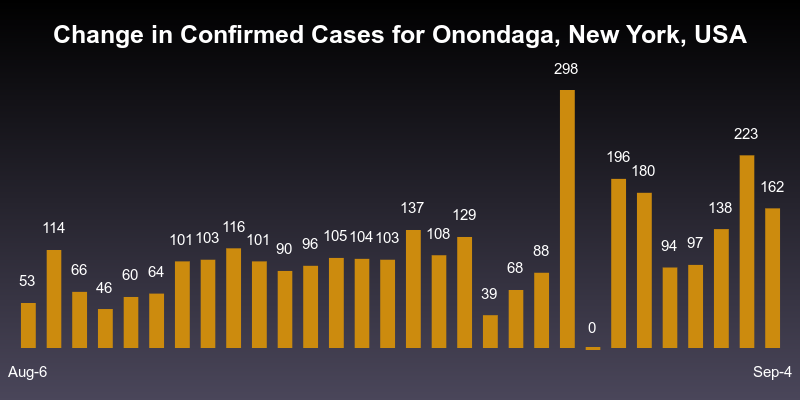 Change in Confirmed Cases for Onondaga, New York, USA
53 114 66 46 60 64 101 103 116 101 90 96 105 104 103 137 108 129 39 68 88 298 0 196 180 94 97 138 223 162
Aug-6 Sep-4